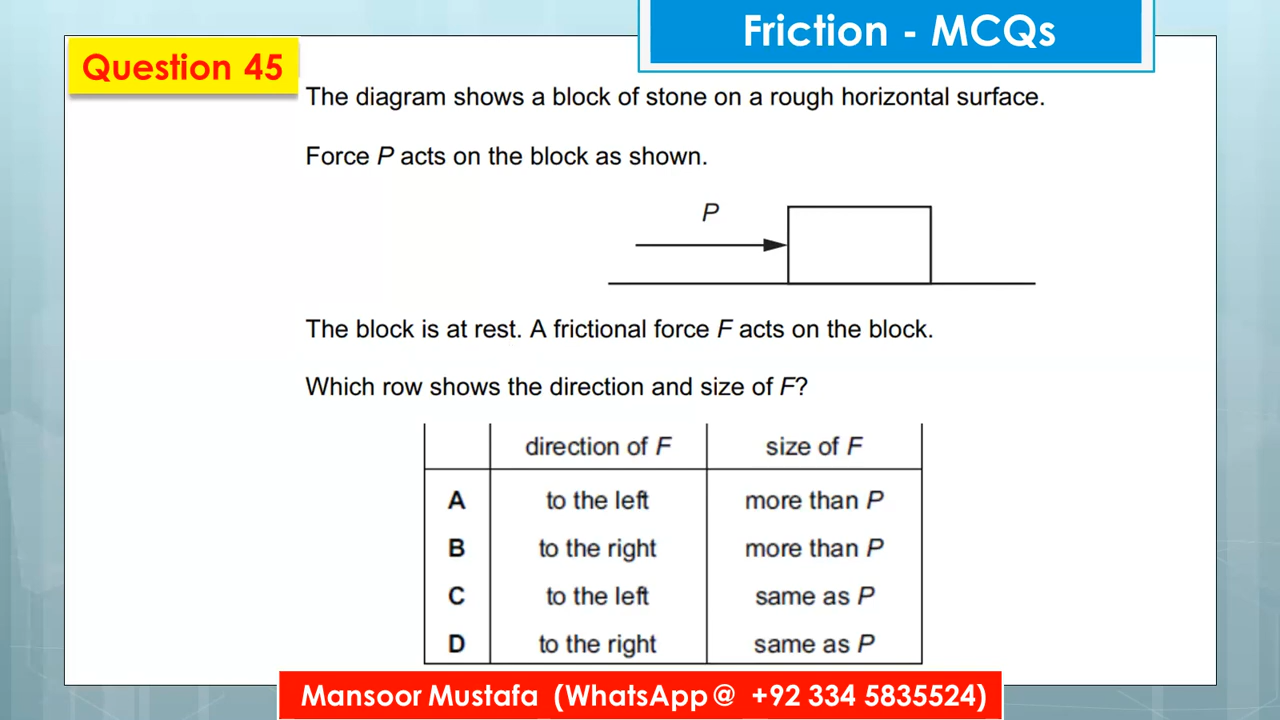 Friction - MCQs
Question 45
The diagram shows a block of stone on a rough horizontal surface.
Force P acts on the block as shown.
P
The block is at rest. A frictional force F acts on the block.
Which row shows the direction and size of F?
direction of F size of F
A to the left more than P
B to the right more than P
C to the left same as P
D to the right same as P
Mansoor Mustafa (WhatsApp@ +92 334 5835524)